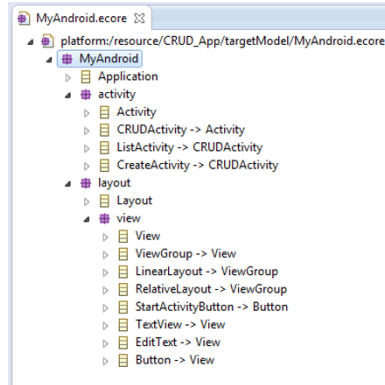 MyAndroid.ecore
platform:/resource/CRUD_App/targetModel/MyAndroid.ecore
MyAndroid
Application
activity
Activity
CRUDActivity -> Activity
ListActivity -> CRUDActivity
CreateActivity -> CRUDActivity
layout
Layout
view
View
ViewGroup -> View
LinearLayout -> ViewGroup
RelativeLayout -> ViewGroup
StartActivityButton -> Button
TextView -> View
EditText -> View
Button -> View